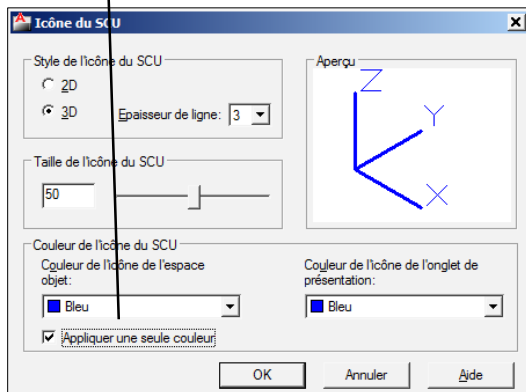 Icône du SCU
Style de l'icône du SCU
2D
3D
Epaisseur de ligne: 3
Aperçu
Z
Y
X
Taille de l'icône du SCU
50
Couleur de l'icône du SCU
Couleur de l'icône de l'espace
objet:
Bleu
Appliquer une seule couleur
Couleur de l'icône de l'onglet de
présentation:
Bleu
OK
Annuler
Aide